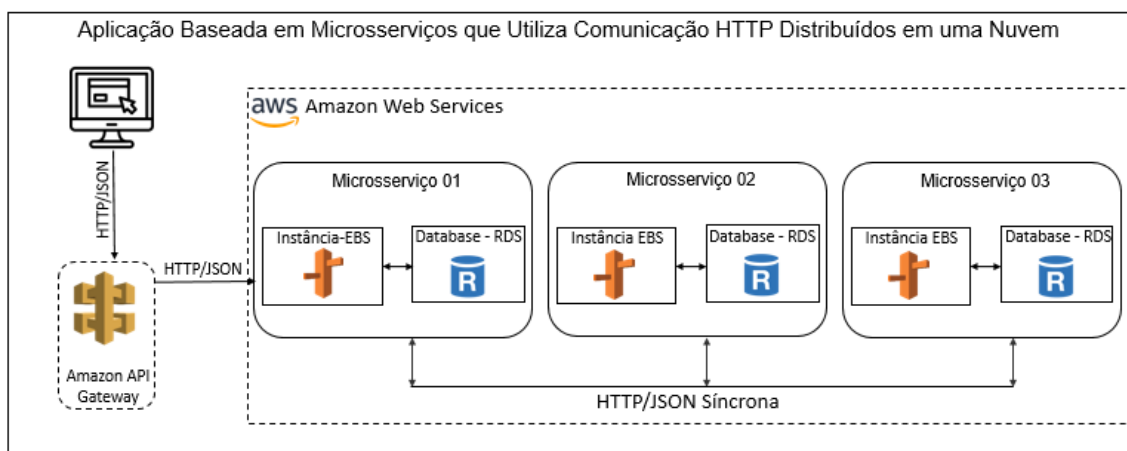 Aplicação Baseada em Microsserviços que Utiliza Comunicação HTTP Distribuídos em uma Nuvem
aws Amazon Web Services
HTTP/JSON
Microsserviço 01
Microsserviço 02
Microsserviço 03
Instância-EBS
Database - RDS
Instância EBS
Database - RDS
Instância EBS
Database - RDS
R
R
R
HTTP/JSON
Amazon API
Gateway
HTTP/JSON Síncrona